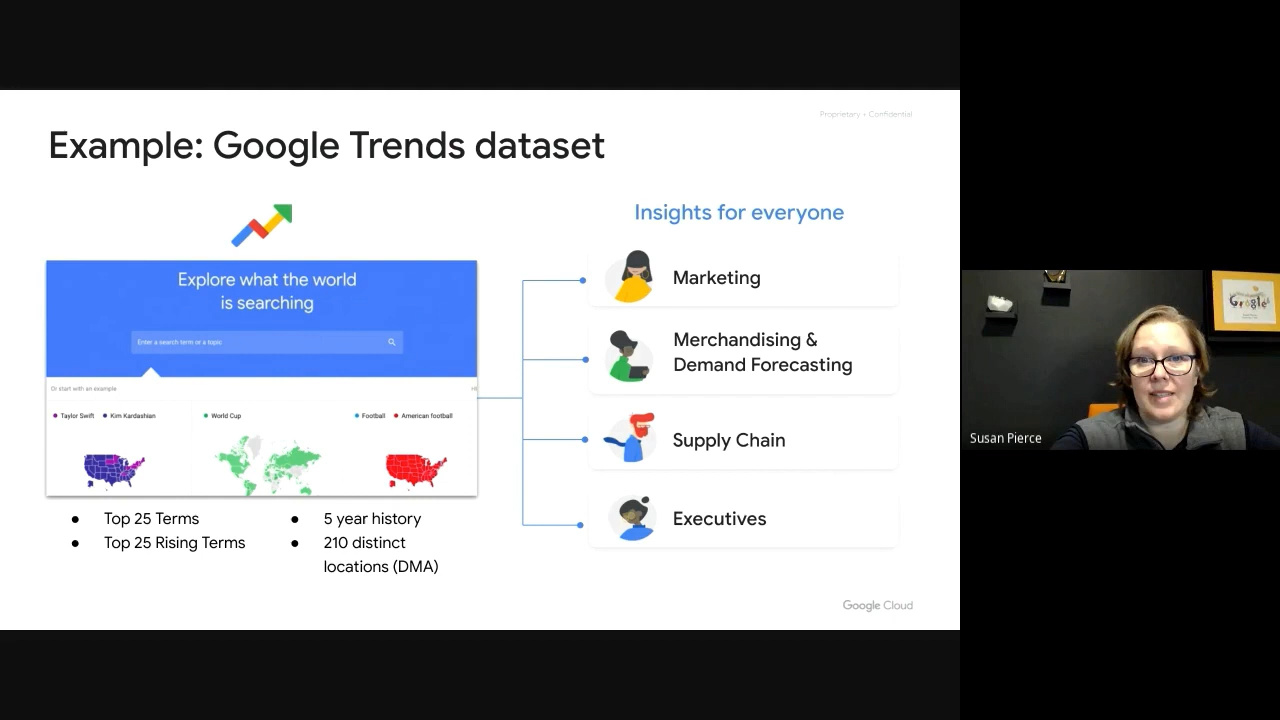 Proprietary + Confidential
Example: Google Trends dataset
Explore what the world
is searching
Enter a search term or a topic
Or start with an example
Taylor Swift
Kim Kardashian
World Cup
Football
American football
● Top 25 Terms
● Top 25 Rising Terms
● 5 year history
● 210 distinct
locations (DMA)
Insights for everyone
Marketing
Merchandising &
Demand Forecasting
Supply Chain
Executives
Google Cloud
Google
Susan Pierce